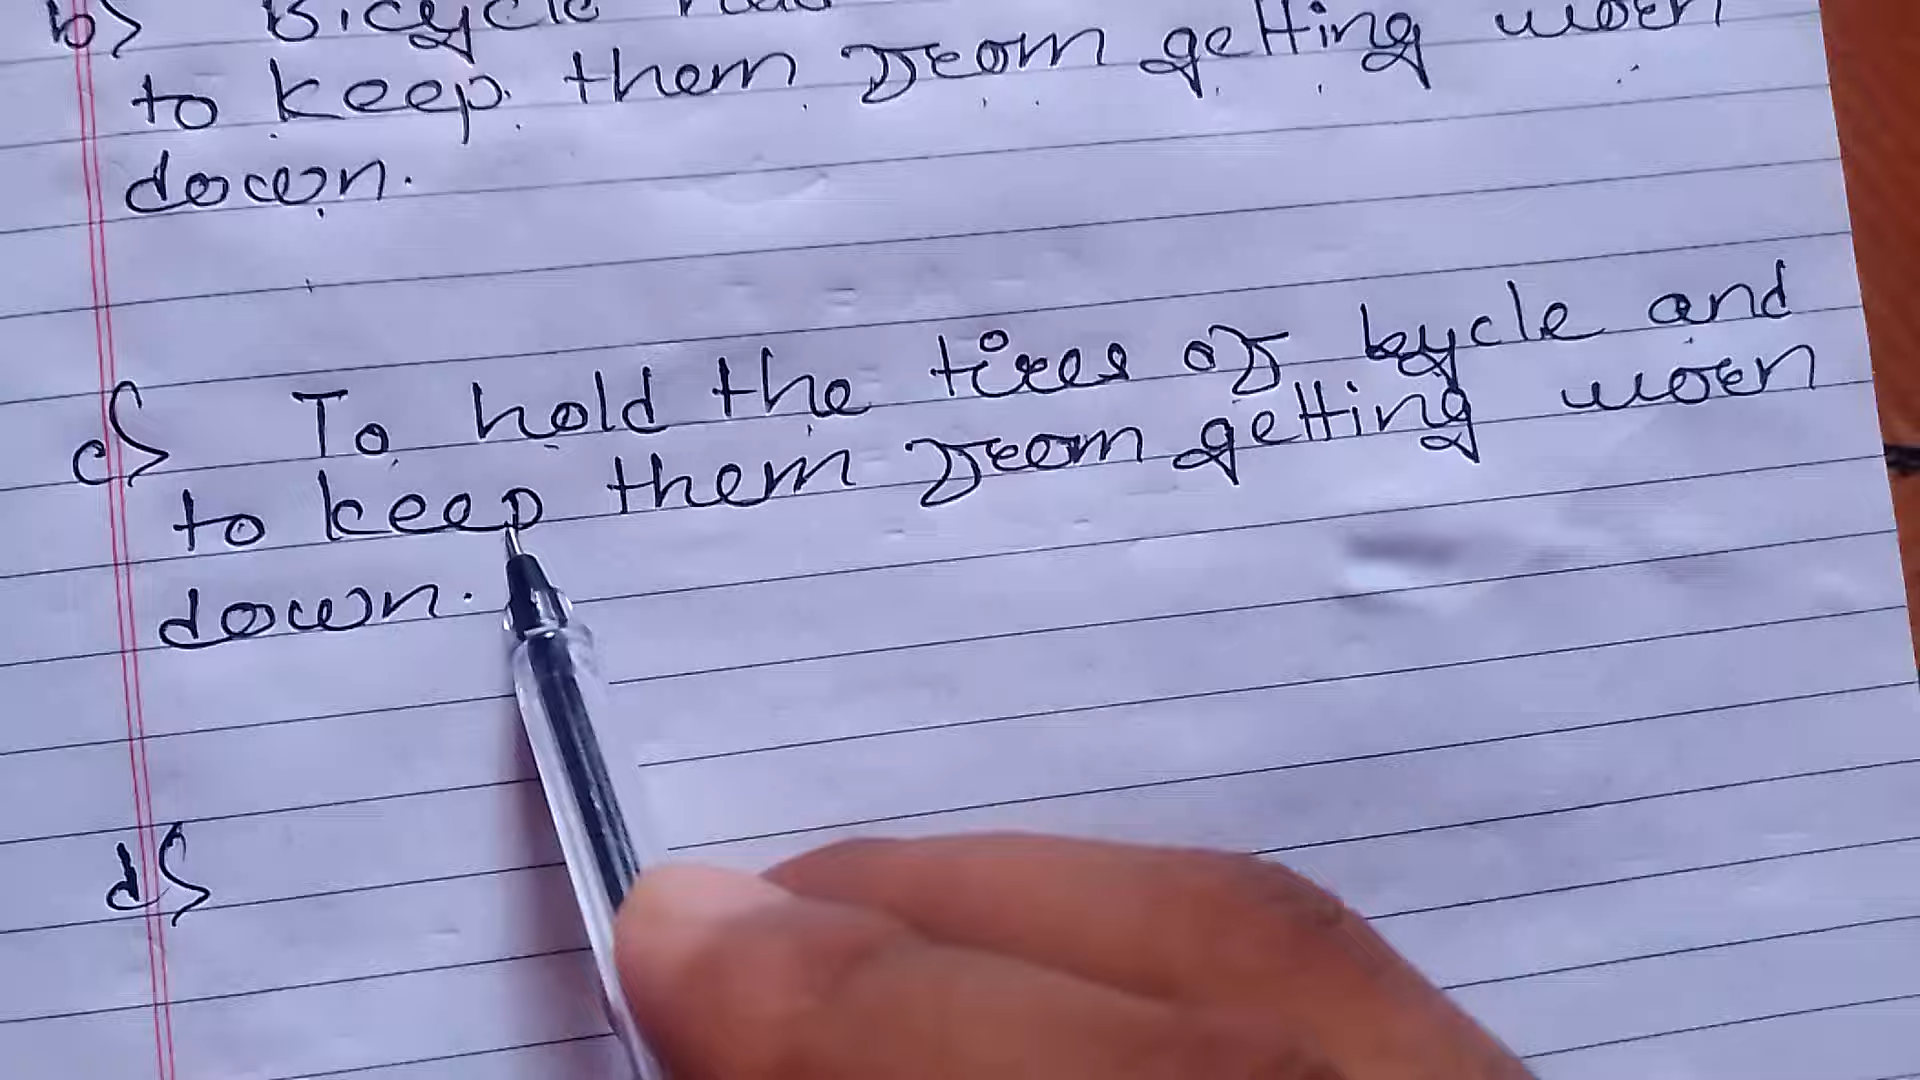 b) Bicycle
to keep them from getting worn
down.
c) To hold the tires of bycle and
to keep them from getting worn
down.
d)